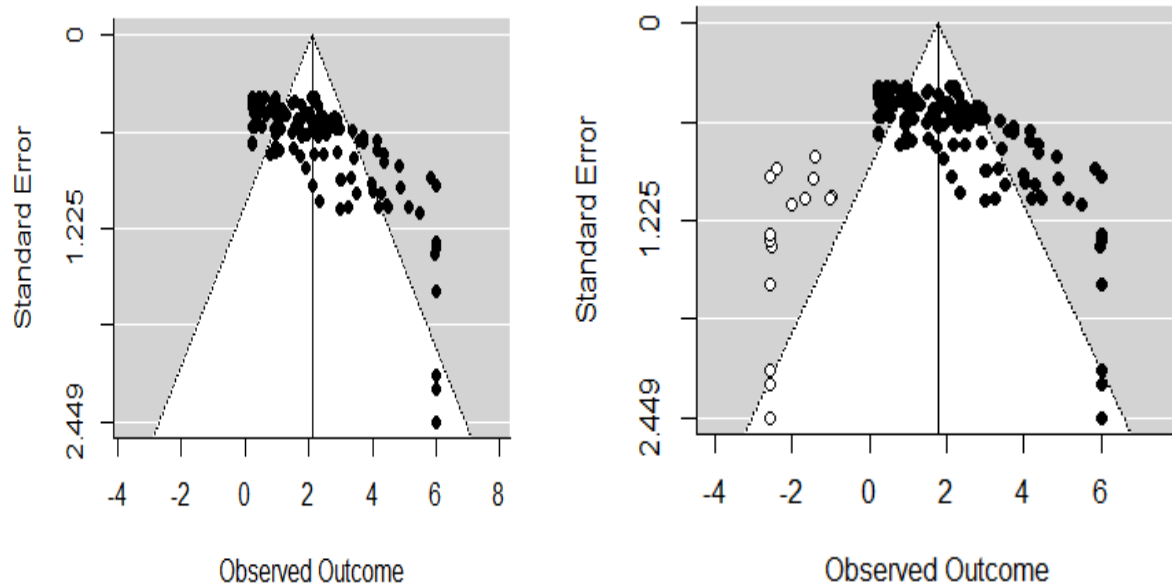 Standard Error
0
1.225
2.449
-4 -2 0 2 4 6 8
Observed Outcome
Standard Error
0
1.225
2.449
-4 -2 0 2 4 6
Observed Outcome